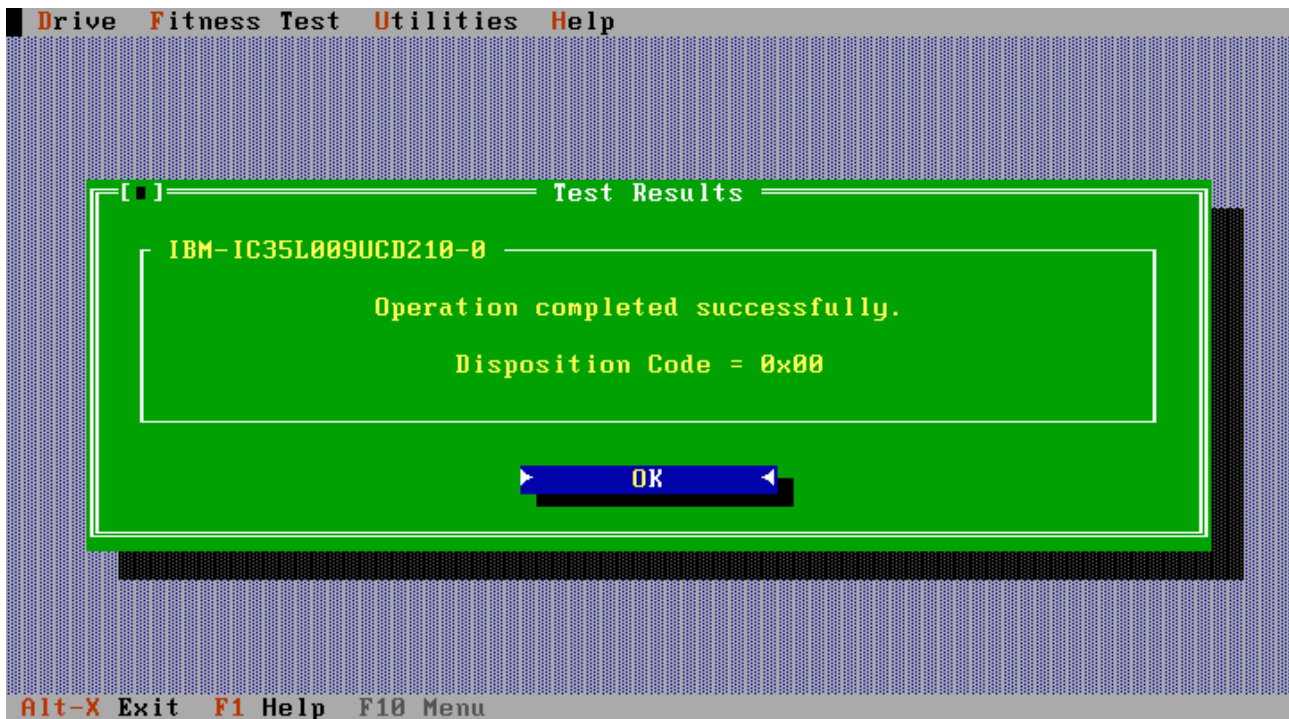 Drive Fitness Test Utilities Help
[■] Test Results
IBM-IC35L009UCD210-0
Operation completed successfully.
Disposition Code = 0x00
OK
Alt-X Exit F1 Help F10 Menu